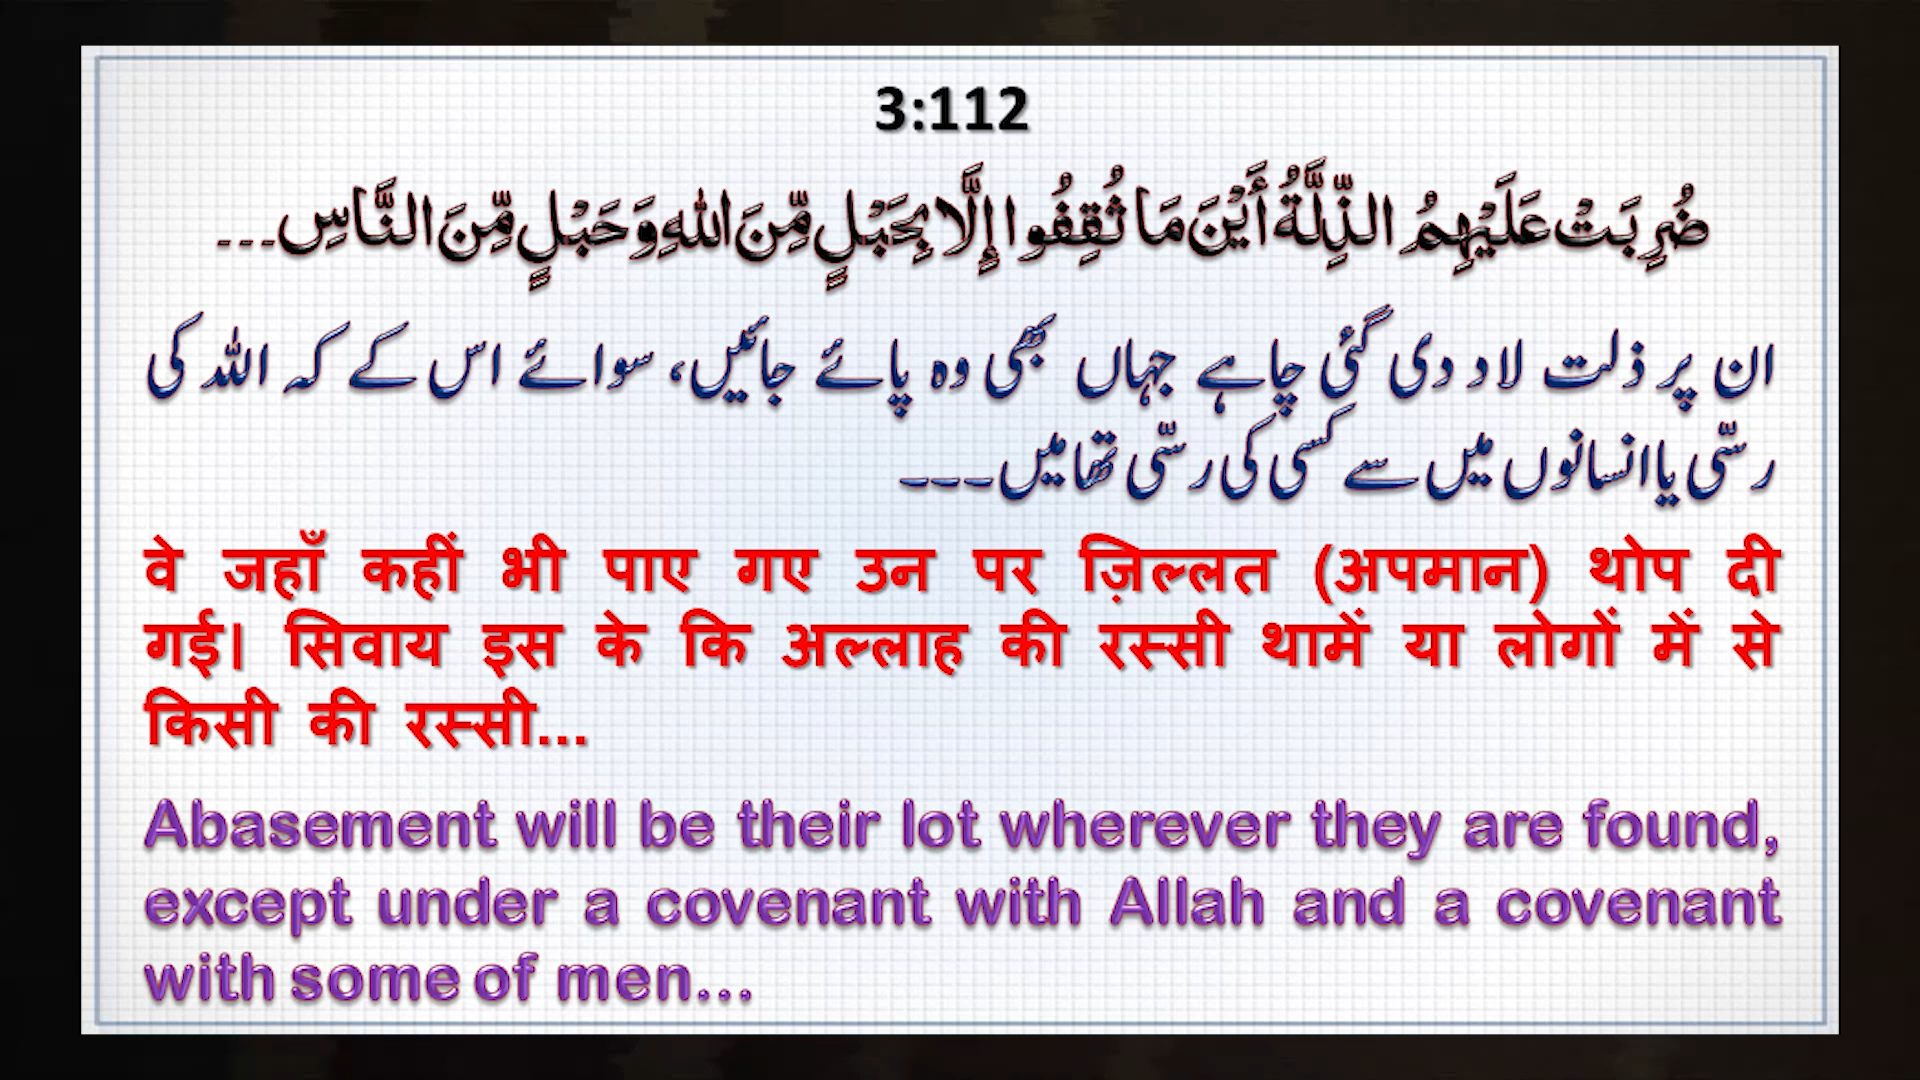 3:112
ضُرِبَتْ عَلَيْهِمُ الذِّلَّةُ أَيْنَ مَا ثُقِفُوا إِلَّا بِحَبْلٍ مِّنَ اللهِ وَحَبْلٍ مِّنَ النَّاسِ۔۔۔
ان پر ذلت لاد دی گئی چاہے جہاں بھی وہ پائے جائیں، سوائے اس کے کہ اللہ کی
رسّی یا انسانوں میں سے کسی کی رسّی تھامیں۔۔۔
वे जहाँ कहीं भी पाए गए उन पर ज़िल्लत (अपमान) थोप दी
गई। सिवाय इस के कि अल्लाह की रस्सी थामें या लोगों में से
किसी की रस्सी...
Abasement will be their lot wherever they are found,
except under a covenant with Allah and a covenant
with some of men...